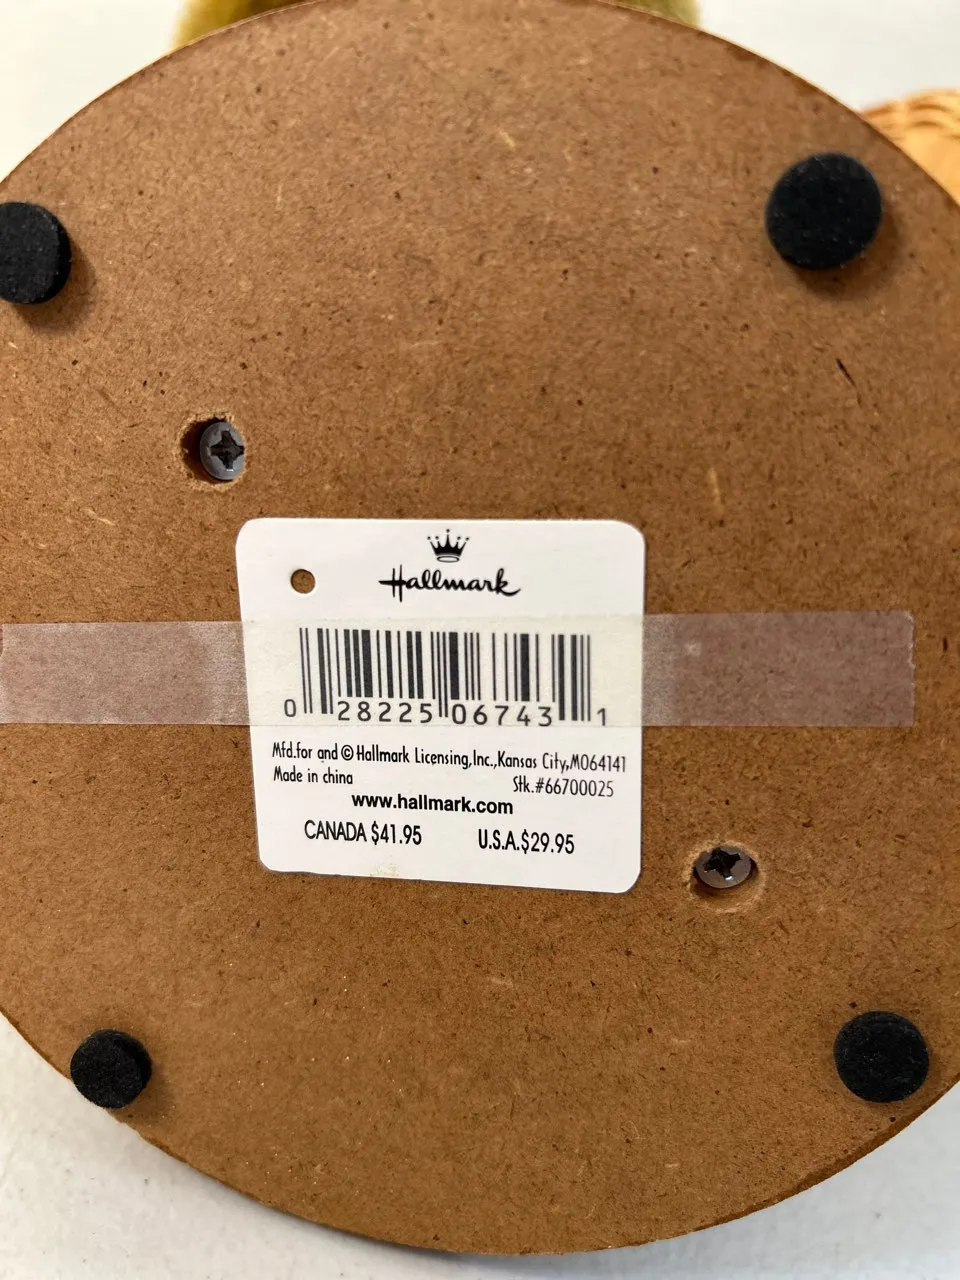 Hallmark
0 28225 06743 1
Mfd.for and © Hallmark Licensing,Inc.,Kansas City,MO64141
Made in china Stk.#66700025
www.hallmark.com
CANADA $41.95 U.S.A.$29.95